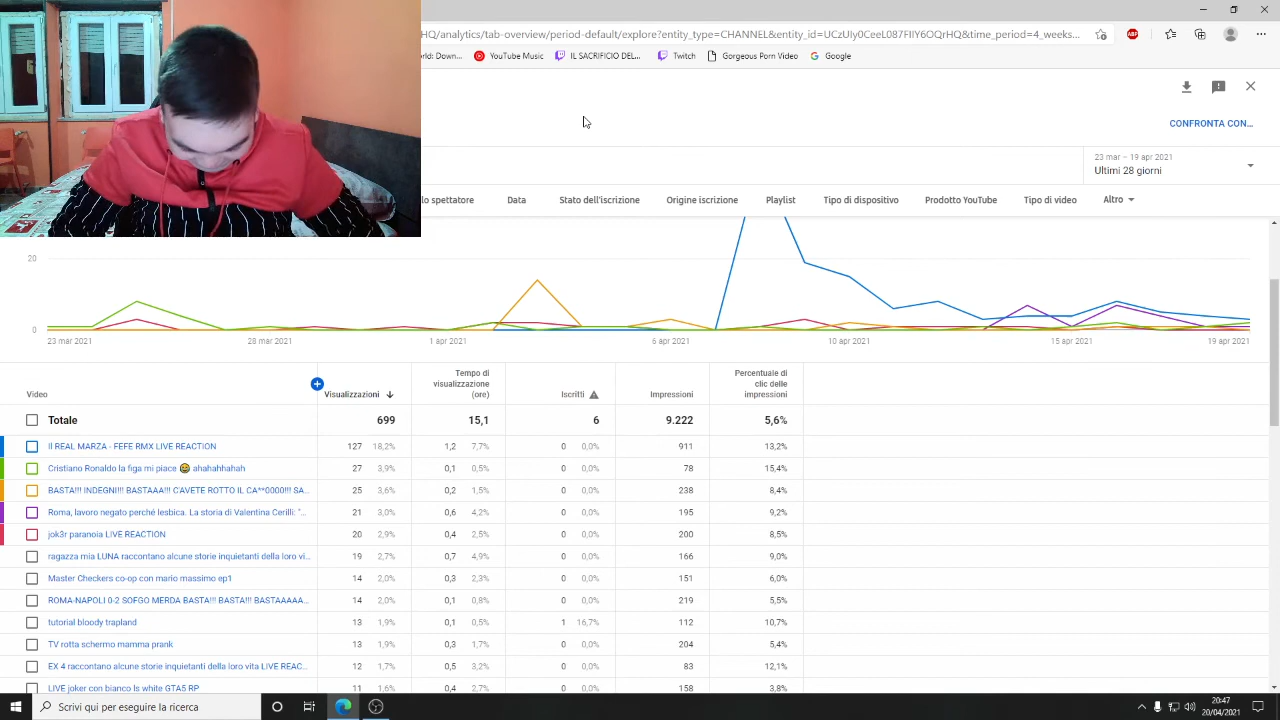 HQ/analytics/tab-overview/period-default/explore?entity_type=CHANNEL&entity_id=
&time_period=4_weeks...
ABP
orld: Down...
YouTube Music
IL SACRIFICIO DEL...
Twitch
Gorgeous Porn Video
Google
CONFRONTA CON...
23 mar – 19 apr 2021
Ultimi 28 giorni
lo spettatore
Data
Stato dell'iscrizione
Origine iscrizione
Playlist
Tipo di dispositivo
Prodotto YouTube
Tipo di video
Altro
20
0
23 mar 2021
28 mar 2021
1 apr 2021
6 apr 2021
10 apr 2021
15 apr 2021
19 apr 2021
Video
Visualizzazioni
Tempo di
visualizzazione
(ore)
Iscritti
Impressioni
Percentuale di
clic delle
impressioni
Totale 699 15,1 6 9.222 5,6%
Il REAL MARZA - FEFE RMX LIVE REACTION 127 18,2% 1,2 7,7% 0 0,0% 911 13,2%
Cristiano Ronaldo la figa mi piace 😆 ahahahhahah 27 3,9% 0,1 0,5% 0 0,0% 78 15,4%
BASTA!!! INDEGNI!!! BASTAAA!!! C'AVETE ROTTO IL CA**0000!!! SA... 25 3,6% 0,2 1,5% 0 0,0% 238 8,4%
Roma, lavoro negato perché lesbica. La storia di Valentina Cerilli: "... 21 3,0% 0,6 4,2% 0 0,0% 195 9,2%
jok3r paranoia LIVE REACTION 20 2,9% 0,4 2,5% 0 0,0% 200 8,5%
ragazza mia LUNA raccontano alcune storie inquietanti della loro vi... 19 2,7% 0,7 4,9% 0 0,0% 166 9,0%
Master Checkers co-op con mario massimo ep1 14 2,0% 0,3 2,3% 0 0,0% 151 6,0%
ROMA-NAPOLI 0-2 SOFGO MERDA BASTA!!! BASTA!!! BASTAAAAA... 14 2,0% 0,1 0,8% 0 0,0% 219 5,5%
tutorial bloody trapland 13 1,9% 0,1 0,5% 1 16,7% 112 10,7%
TV rotta schermo mamma prank 13 1,9% 0,3 1,7% 0 0,0% 204 5,4%
EX 4 raccontano alcune storie inquietanti della loro vita LIVE REAC... 12 1,7% 0,5 3,2% 0 0,0% 83 12,1%
LIVE joker con bianco ls white GTA5 RP 11 1,6% 0,4 2,7% 0 0,0% 158 3,8%
Scrivi qui per eseguire la ricerca
20:47
20/04/2021